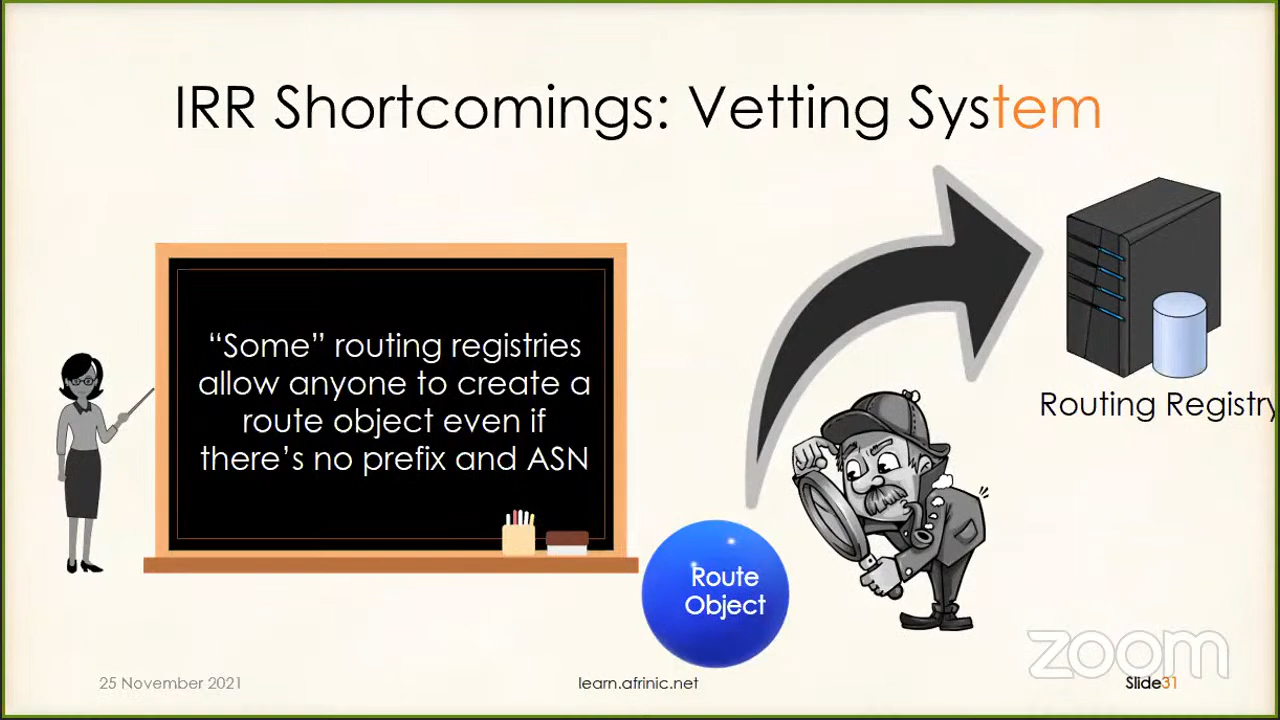 IRR Shortcomings: Vetting System
“Some” routing registries
allow anyone to create a
route object even if
there’s no prefix and ASN
Routing Registry
Route
Object
zoom
25 November 2021
learn.afrinic.net
Slide31